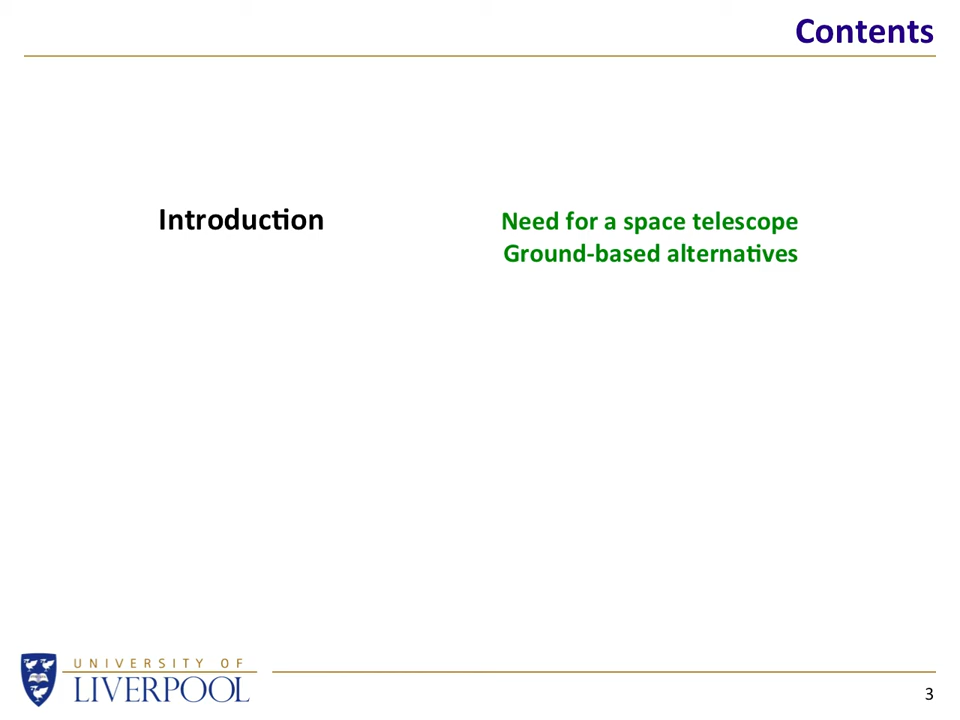 Contents
Introduction
Need for a space telescope
Ground-based alternatives
UNIVERSITY OF
LIVERPOOL
3